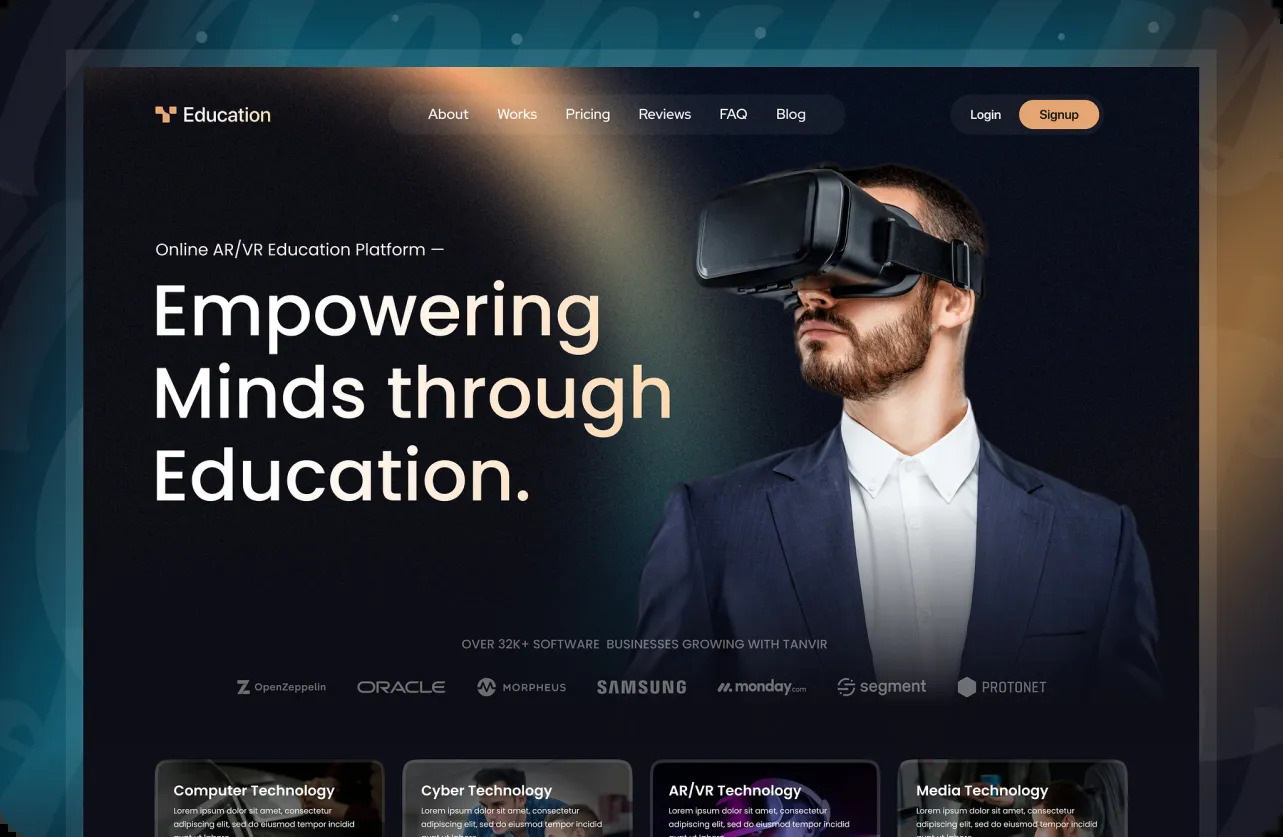 Education
About Works Pricing Reviews FAQ Blog
Login Signup
Online AR/VR Education Platform —
Empowering
Minds through
Education.
OVER 32K+ SOFTWARE BUSINESSES GROWING WITH TANVIR
OpenZeppelin ORACLE MORPHEUS SAMSUNG monday.com segment PROTONET
Computer Technology
Lorem ipsum dolor sit amet, consectetur
adipiscing elit, sed do eiusmod tempor incidid
Cyber Technology
Lorem ipsum dolor sit amet, consectetur
adipiscing elit, sed do eiusmod tempor incidid
AR/VR Technology
Lorem ipsum dolor sit amet, consectetur
adipiscing elit, sed do eiusmod tempor incidid
Media Technology
Lorem ipsum dolor sit amet, consectetur
adipiscing elit, sed do eiusmod tempor incidid